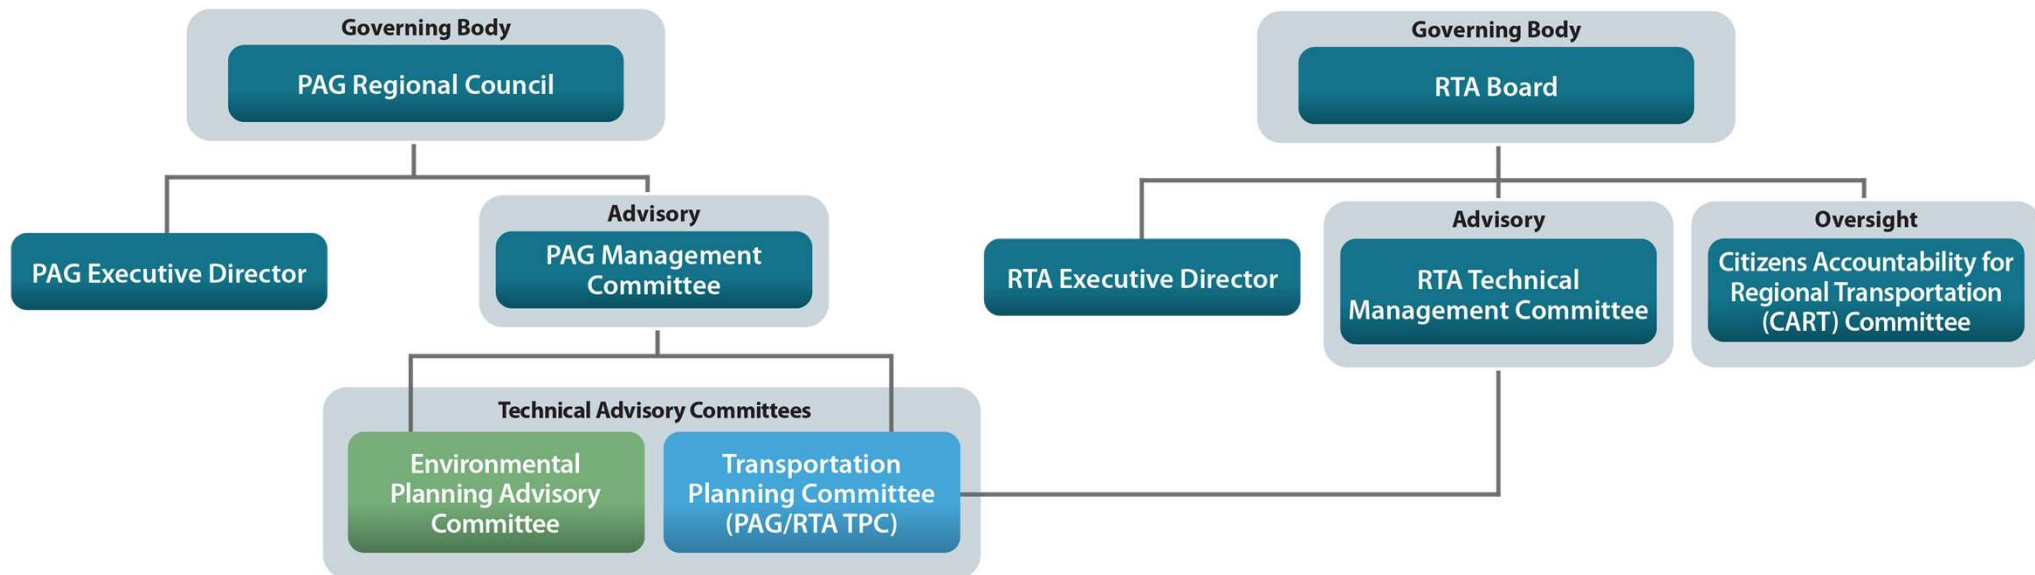 Governing Body
PAG Regional Council
PAG Executive Director
Advisory
PAG Management
Committee
Technical Advisory Committees
Environmental
Planning Advisory
Committee
Transportation
Planning Committee
(PAG/RTA TPC)
Governing Body
RTA Board
RTA Executive Director
Advisory
RTA Technical
Management Committee
Oversight
Citizens Accountability for
Regional Transportation
(CART) Committee